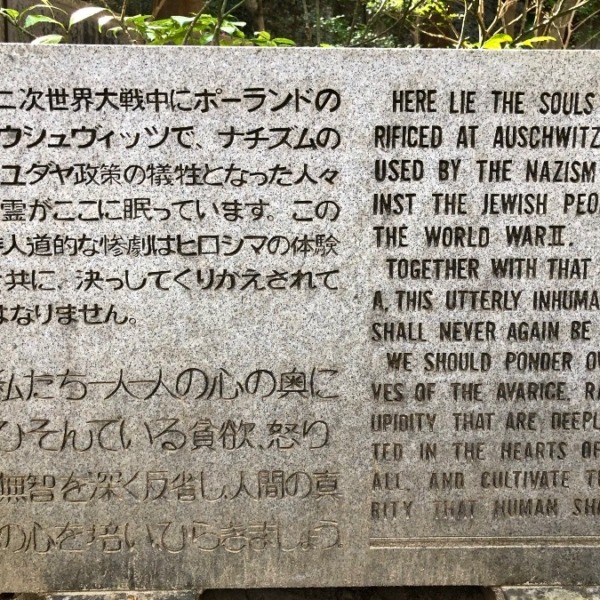 二次世界大戦中にポーランドの
ウシュヴィッツで、ナチズムの
ユダヤ政策の犠牲となった人々
霊がここに眠っています。この
人道的な惨劇はヒロシマの体験
共に、決っしてくりかえされて
はなりません。
私たち一人一人の心の奥に
ひそんでいる貪欲、怒り
無智を深く反省し、人間の真
の心を培い、ひらきましょう
HERE LIE THE SOULS
RIFICED AT AUSCHWITZ
USED BY THE NAZISM
INST THE JEWISH PEO
THE WORLD WAR II.
TOGETHER WITH THAT
A, THIS UTTERLY INHUMA
SHALL NEVER AGAIN BE
WE SHOULD PONDER OU
VES OF THE AVARICE, RA
UPIDITY THAT ARE DEEPL
TED IN THE HEARTS OF
ALL, AND CULTIVATE T
RITY THAT HUMAN SHA